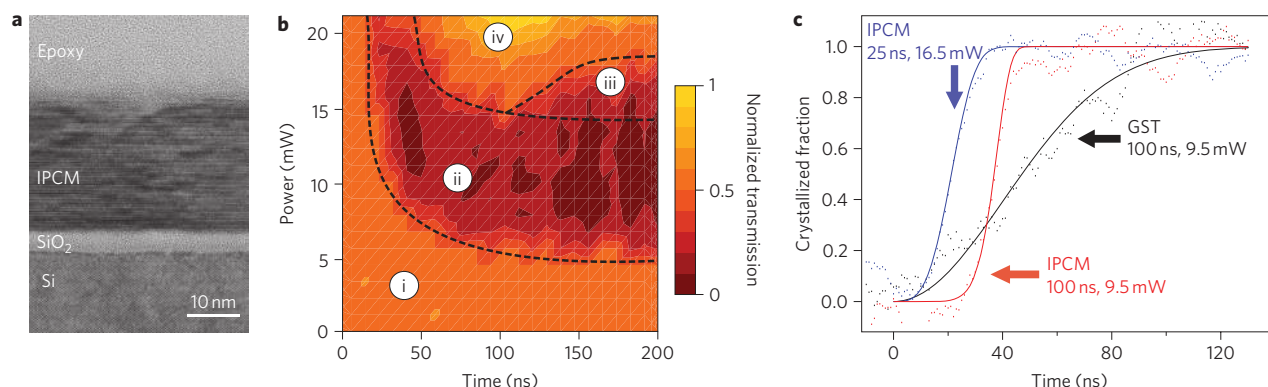 a
Epoxy
IPCM
SiO₂
Si
10 nm
b
Power (mW)
20
15
10
5
0
0
50
100
150
200
Time (ns)
i
ii
iii
iv
Normalized transmission
1
0.5
0
c
Crystallized fraction
1.0
0.8
0.6
0.4
0.2
0.0
0
40
80
120
Time (ns)
IPCM
25 ns, 16.5 mW
GST
100 ns, 9.5 mW
IPCM
100 ns, 9.5 mW